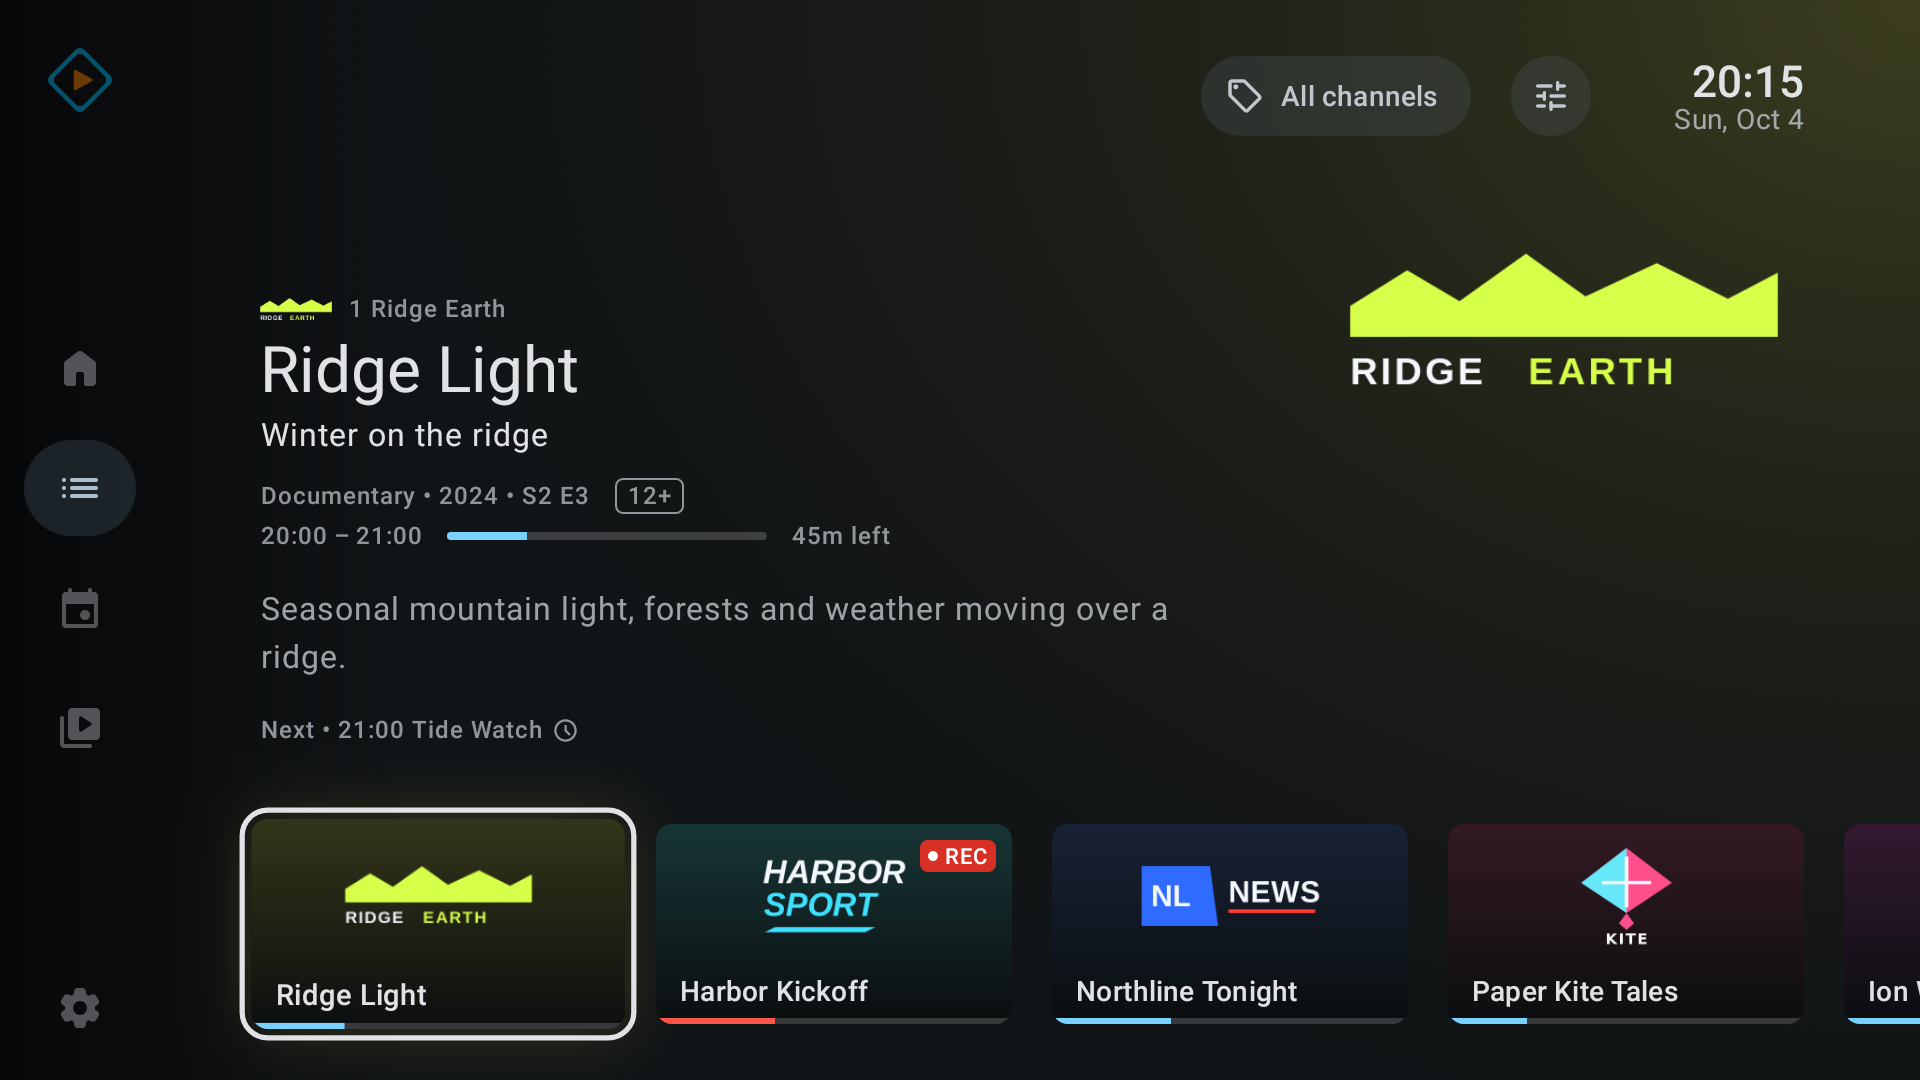 All channels
20:15
Sun, Oct 4
RIDGE EARTH
RIDGE EARTH
1 Ridge Earth
Ridge Light
Winter on the ridge
Documentary • 2024 • S2 E3 12+
20:00 – 21:00 45m left
Seasonal mountain light, forests and weather moving over a
ridge.
Next • 21:00 Tide Watch
RIDGE EARTH
Ridge Light
HARBOR
SPORT
REC
Harbor Kickoff
NL NEWS
Northline Tonight
KITE
Paper Kite Tales
Ion